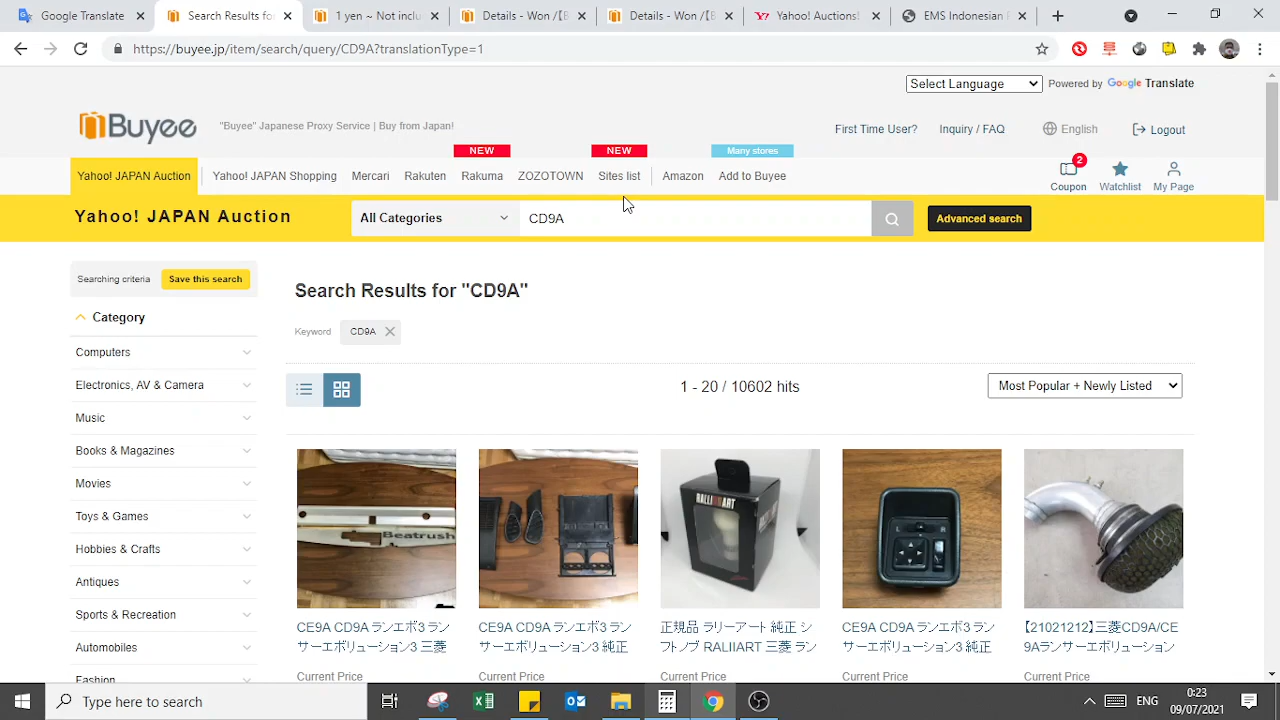 Google Translate
Search Results for
1 yen ~ Not inclu
Details - Won /【B
Details - Won /【B
Yahoo! Auctions!
EMS Indonesian F
https://buyee.jp/item/search/query/CD9A?translationType=1
Select Language
Powered by Google Translate
Buyee
"Buyee" Japanese Proxy Service | Buy from Japan!
First Time User?
Inquiry / FAQ
English
Logout
NEW
NEW
Many stores
Yahoo! JAPAN Auction
Yahoo! JAPAN Shopping
Mercari
Rakuten
Rakuma
ZOZOTOWN
Sites list
Amazon
Add to Buyee
2
Coupon
Watchlist
My Page
Yahoo! JAPAN Auction
All Categories
CD9A
Advanced search
Searching criteria
Save this search
Category
Computers
Electronics, AV & Camera
Music
Books & Magazines
Movies
Toys & Games
Hobbies & Crafts
Antiques
Sports & Recreation
Automobiles
Fashion
Search Results for "CD9A"
Keyword
CD9A
1 - 20 / 10602 hits
Most Popular + Newly Listed
Beatrush
RALLIART
L R
CE9A CD9A ランエボ3 ラン
サーエボリューション3 三菱
Current Price
CE9A CD9A ランエボ3 ラン
サーエボリューション3 純正
Current Price
正規品 ラリーアート 純正 シ
フトノブ RALIIART 三菱 ラン
Current Price
CE9A CD9A ランエボ3 ラン
サーエボリューション3 純正
Current Price
【21021212】三菱CD9A/CE
9Aランサーエボリューション
Current Price
Type here to search
ENG
0:23
09/07/2021